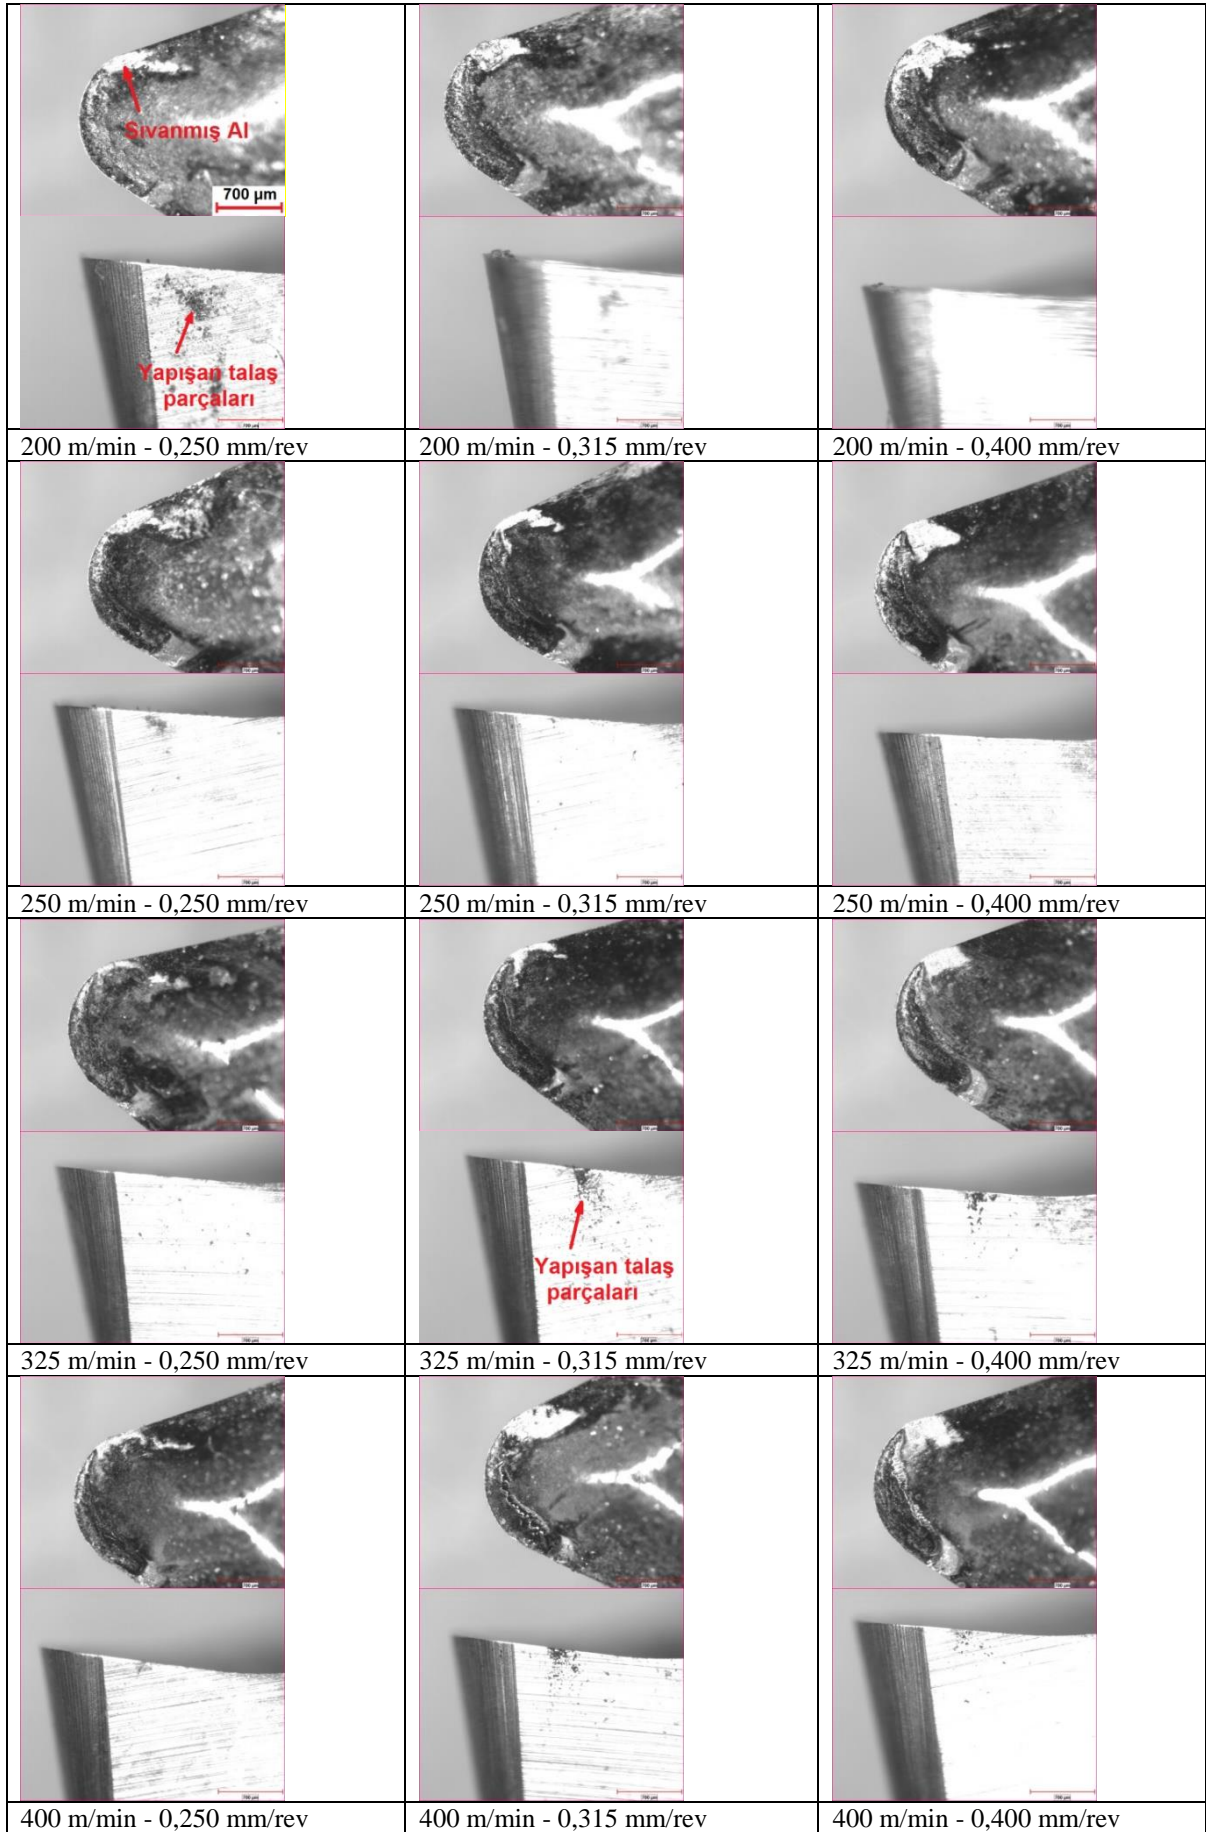 Sıvanmış Al
700 µm
Yapışan talaş
parçaları
200 m/min - 0,250 mm/rev
200 m/min - 0,315 mm/rev
200 m/min - 0,400 mm/rev
250 m/min - 0,250 mm/rev
250 m/min - 0,315 mm/rev
250 m/min - 0,400 mm/rev
Yapışan talaş
parçaları
325 m/min - 0,250 mm/rev
325 m/min - 0,315 mm/rev
325 m/min - 0,400 mm/rev
400 m/min - 0,250 mm/rev
400 m/min - 0,315 mm/rev
400 m/min - 0,400 mm/rev